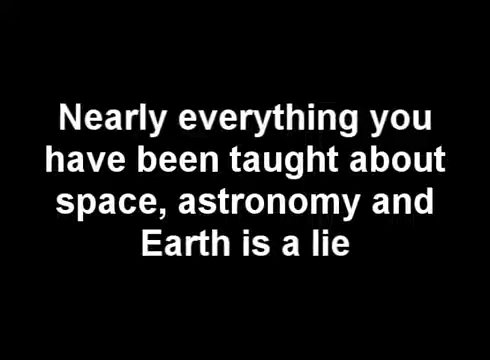 Nearly everything you
have been taught about
space, astronomy and
Earth is a lie